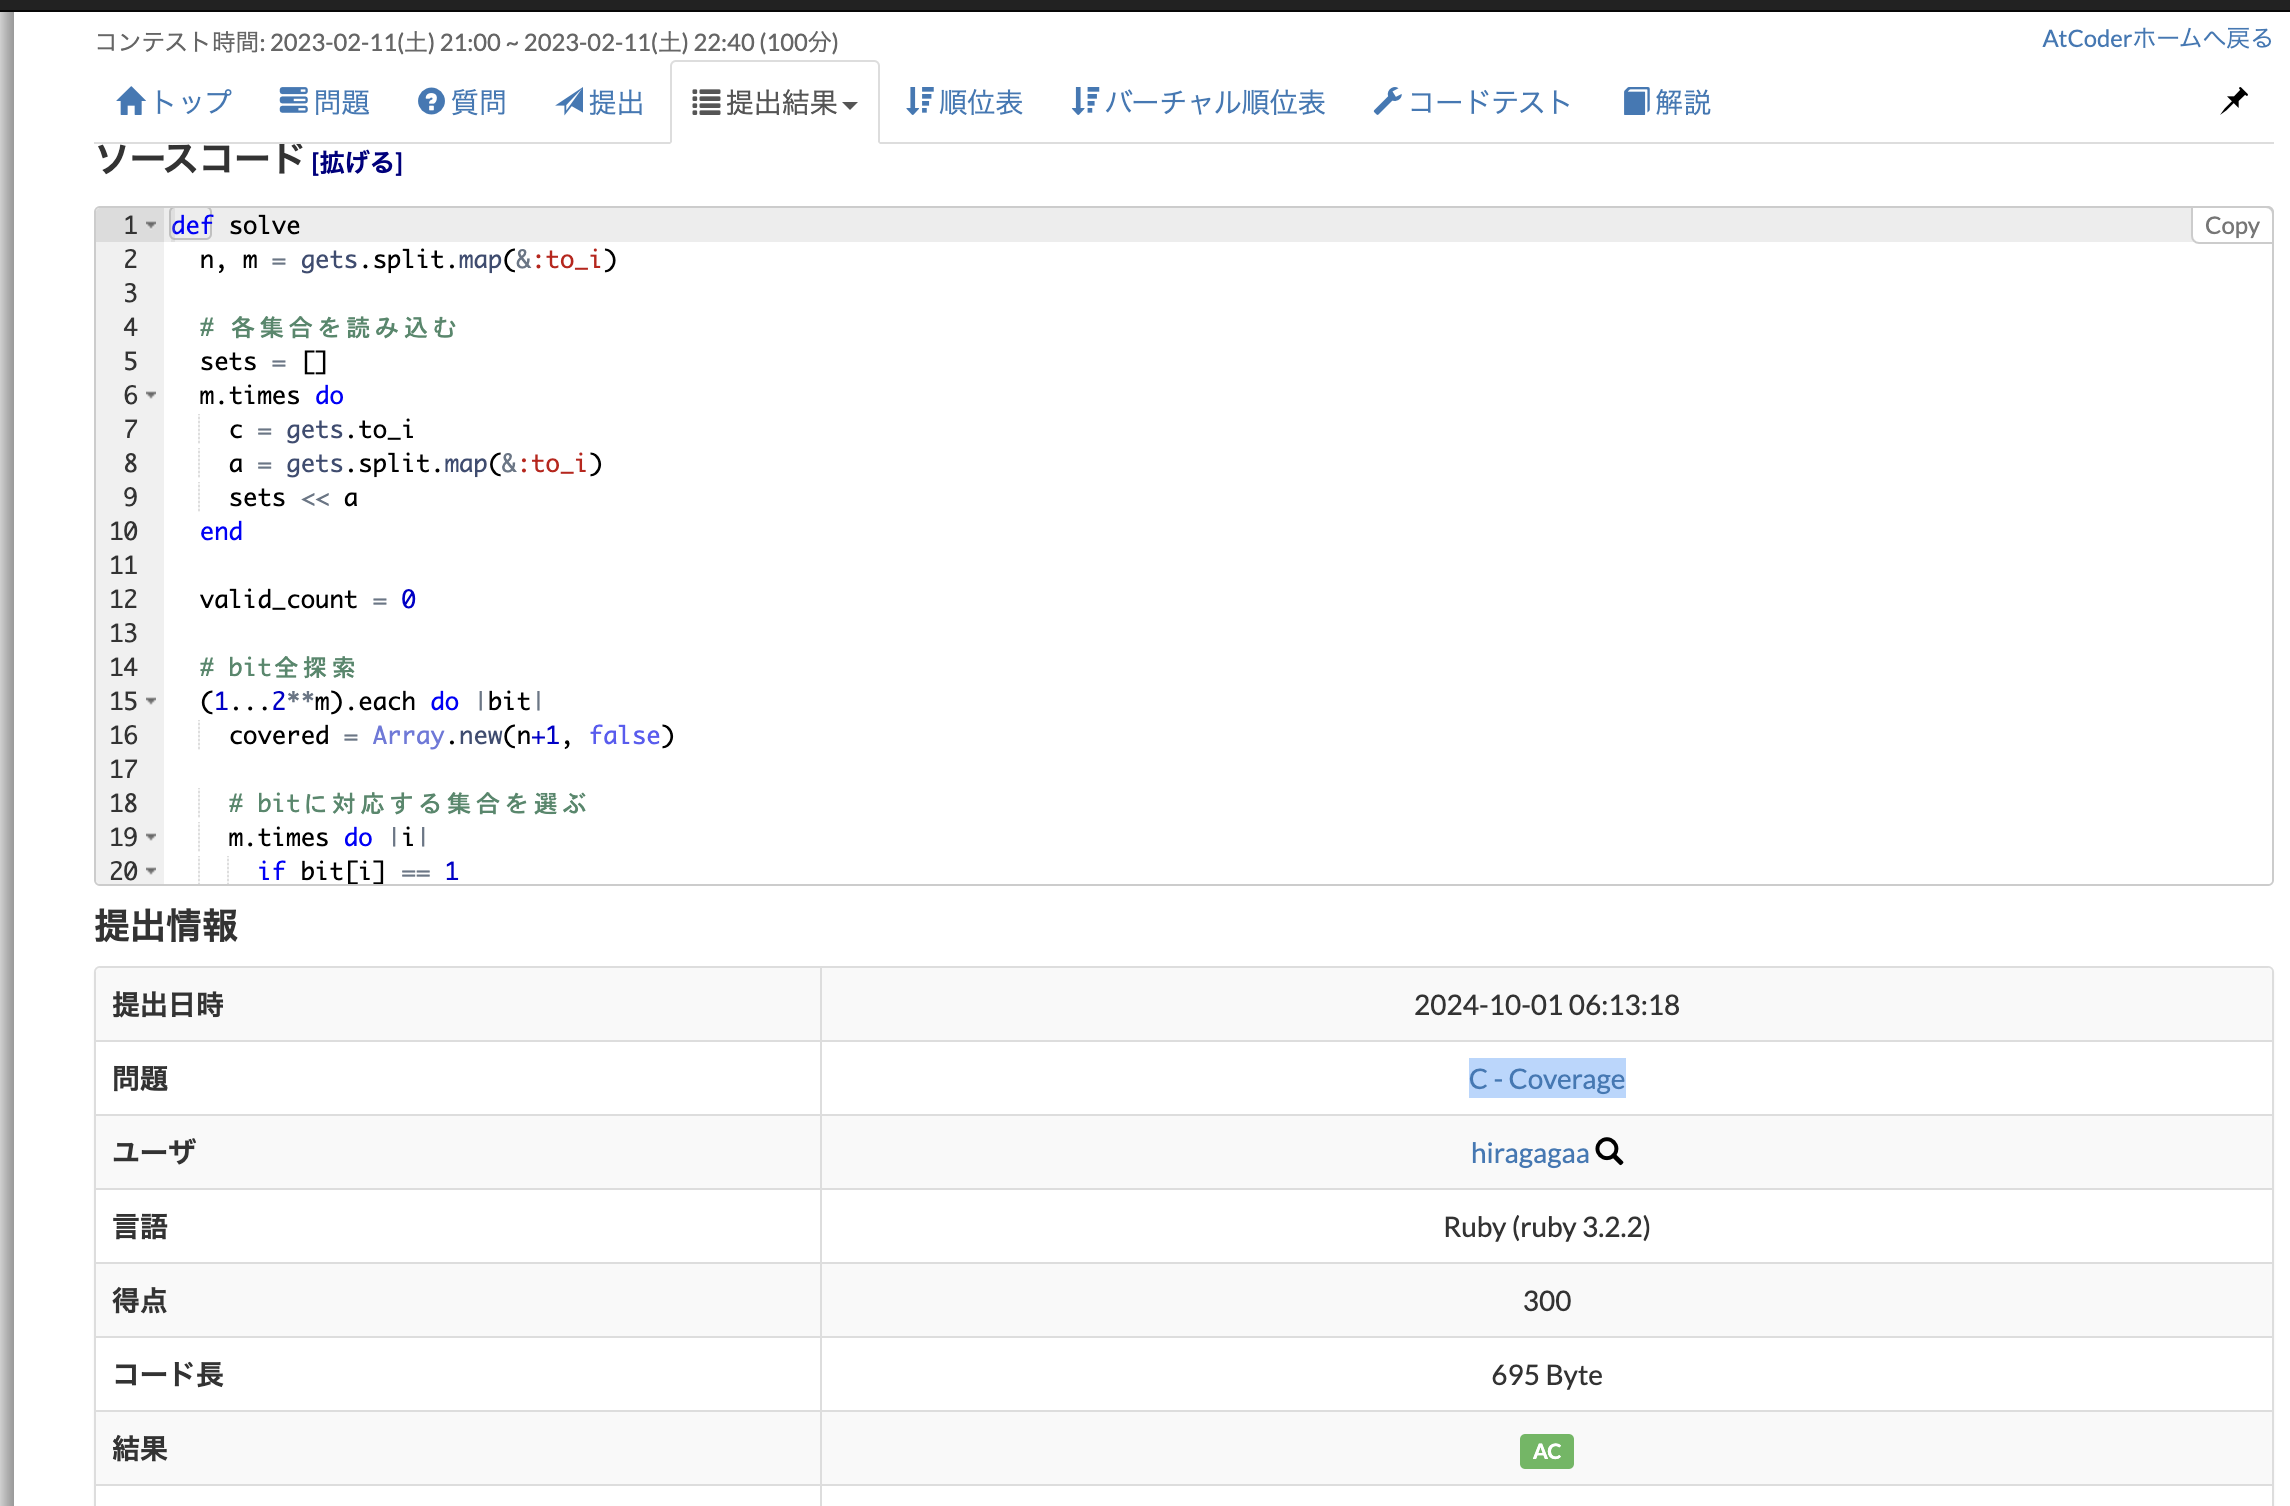 コンテスト時間: 2023-02-11(土) 21:00 ~ 2023-02-11(土) 22:40 (100分)
AtCoderホームへ戻る
トップ 問題 質問 提出 提出結果 順位表 バーチャル順位表 コードテスト 解説
ソースコード [拡げる]
Copy
1 def solve
2   n, m = gets.split.map(&:to_i)
3
4   # 各集合を読み込む
5   sets = []
6   m.times do
7     c = gets.to_i
8     a = gets.split.map(&:to_i)
9     sets << a
10   end
11
12   valid_count = 0
13
14   # bit全探索
15   (1...2**m).each do |bit|
16     covered = Array.new(n+1, false)
17
18     # bitに対応する集合を選ぶ
19     m.times do |i|
20       if bit[i] == 1
提出情報
提出日時 2024-10-01 06:13:18
問題 C - Coverage
ユーザ hiragagaa
言語 Ruby (ruby 3.2.2)
得点 300
コード長 695 Byte
結果 AC